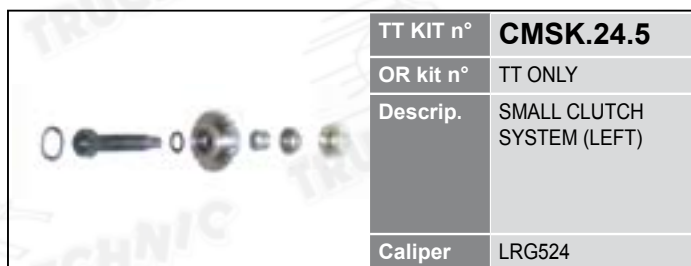 TT KIT n° CMSK.24.5
OR kit n° TT ONLY
Descrip. SMALL CLUTCH
SYSTEM (LEFT)
Caliper LRG524